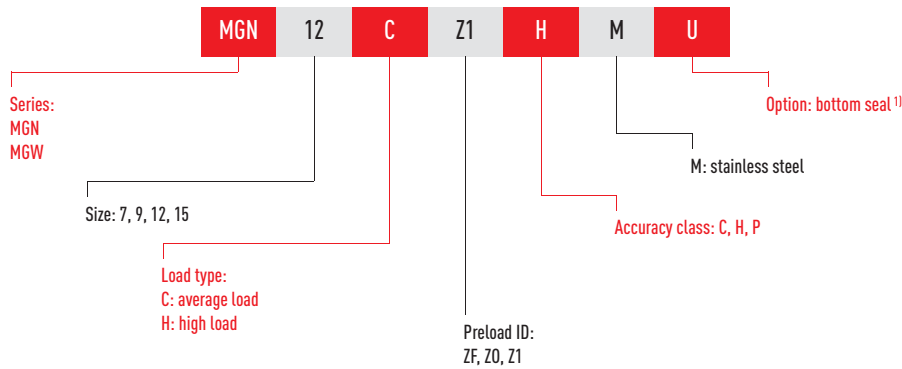 MGN 12 C Z1 H M U
Series:
MGN
MGW
Option: bottom seal 1)
M: stainless steel
Size: 7, 9, 12, 15
Accuracy class: C, H, P
Load type:
C: average load
H: high load
Preload ID:
ZF, Z0, Z1